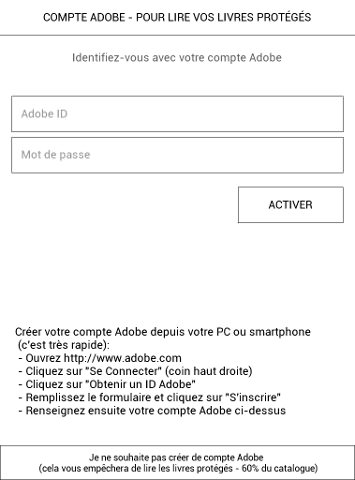 COMPTE ADOBE - POUR LIRE VOS LIVRES PROTÉGÉS
Identifiez-vous avec votre compte Adobe
Adobe ID
Mot de passe
ACTIVER
Créer votre compte Adobe depuis votre PC ou smartphone
(c'est très rapide):
- Ouvrez http://www.adobe.com
- Cliquez sur "Se Connecter" (coin haut droite)
- Cliquez sur "Obtenir un ID Adobe"
- Remplissez le formulaire et cliquez sur "S'inscrire"
- Renseignez ensuite votre compte Adobe ci-dessus
Je ne souhaite pas créer de compte Adobe
(cela vous empêchera de lire les livres protégés - 60% du catalogue)